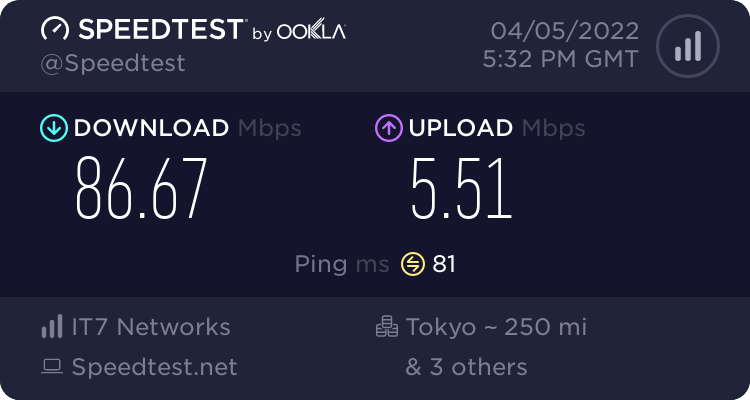 SPEEDTEST® by OOKLA®
@Speedtest
04/05/2022
5:32 PM GMT
DOWNLOAD Mbps
86.67
UPLOAD Mbps
5.51
Ping ms 81
IT7 Networks
Speedtest.net
Tokyo ~ 250 mi
& 3 others